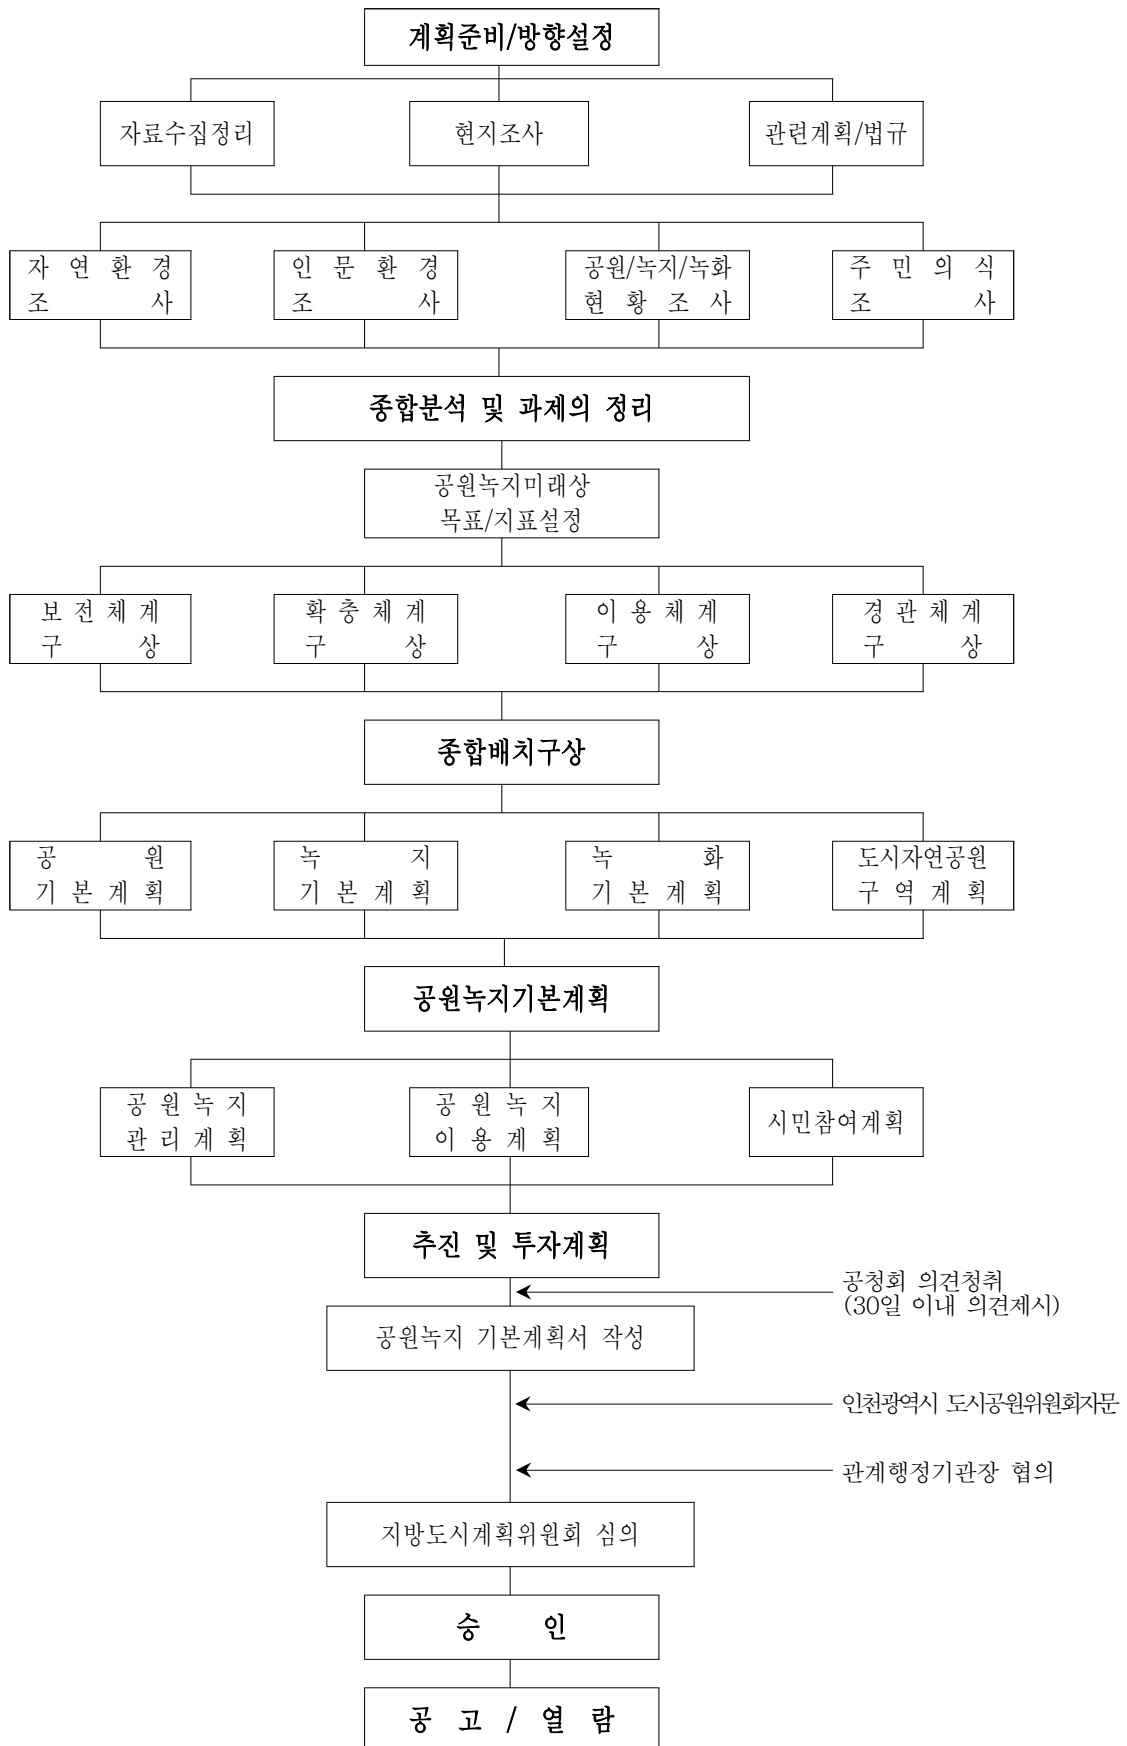 계획준비/방향설정
자료수집정리
현지조사
관련계획/법규
자 연 환 경
조 사
인 문 환 경
조 사
공원/녹지/녹화
현 황 조 사
주 민 의 식
조 사
종합분석 및 과제의 정리
공원녹지미래상
목표/지표설정
보 전 체 계
구 상
확 충 체 계
구 상
이 용 체 계
구 상
경 관 체 계
구 상
종합배치구상
공 원
기 본 계 획
녹 지
기 본 계 획
녹 화
기 본 계 획
도시자연공원
구 역 계 획
공원녹지기본계획
공 원 녹 지
관 리 계 획
공 원 녹 지
이 용 계 획
시민참여계획
추진 및 투자계획
공청회 의견청취
(30일 이내 의견제시)
공원녹지 기본계획서 작성
인천광역시 도시공원위원회자문
관계행정기관장 협의
지방도시계획위원회 심의
승 인
공 고 / 열 람